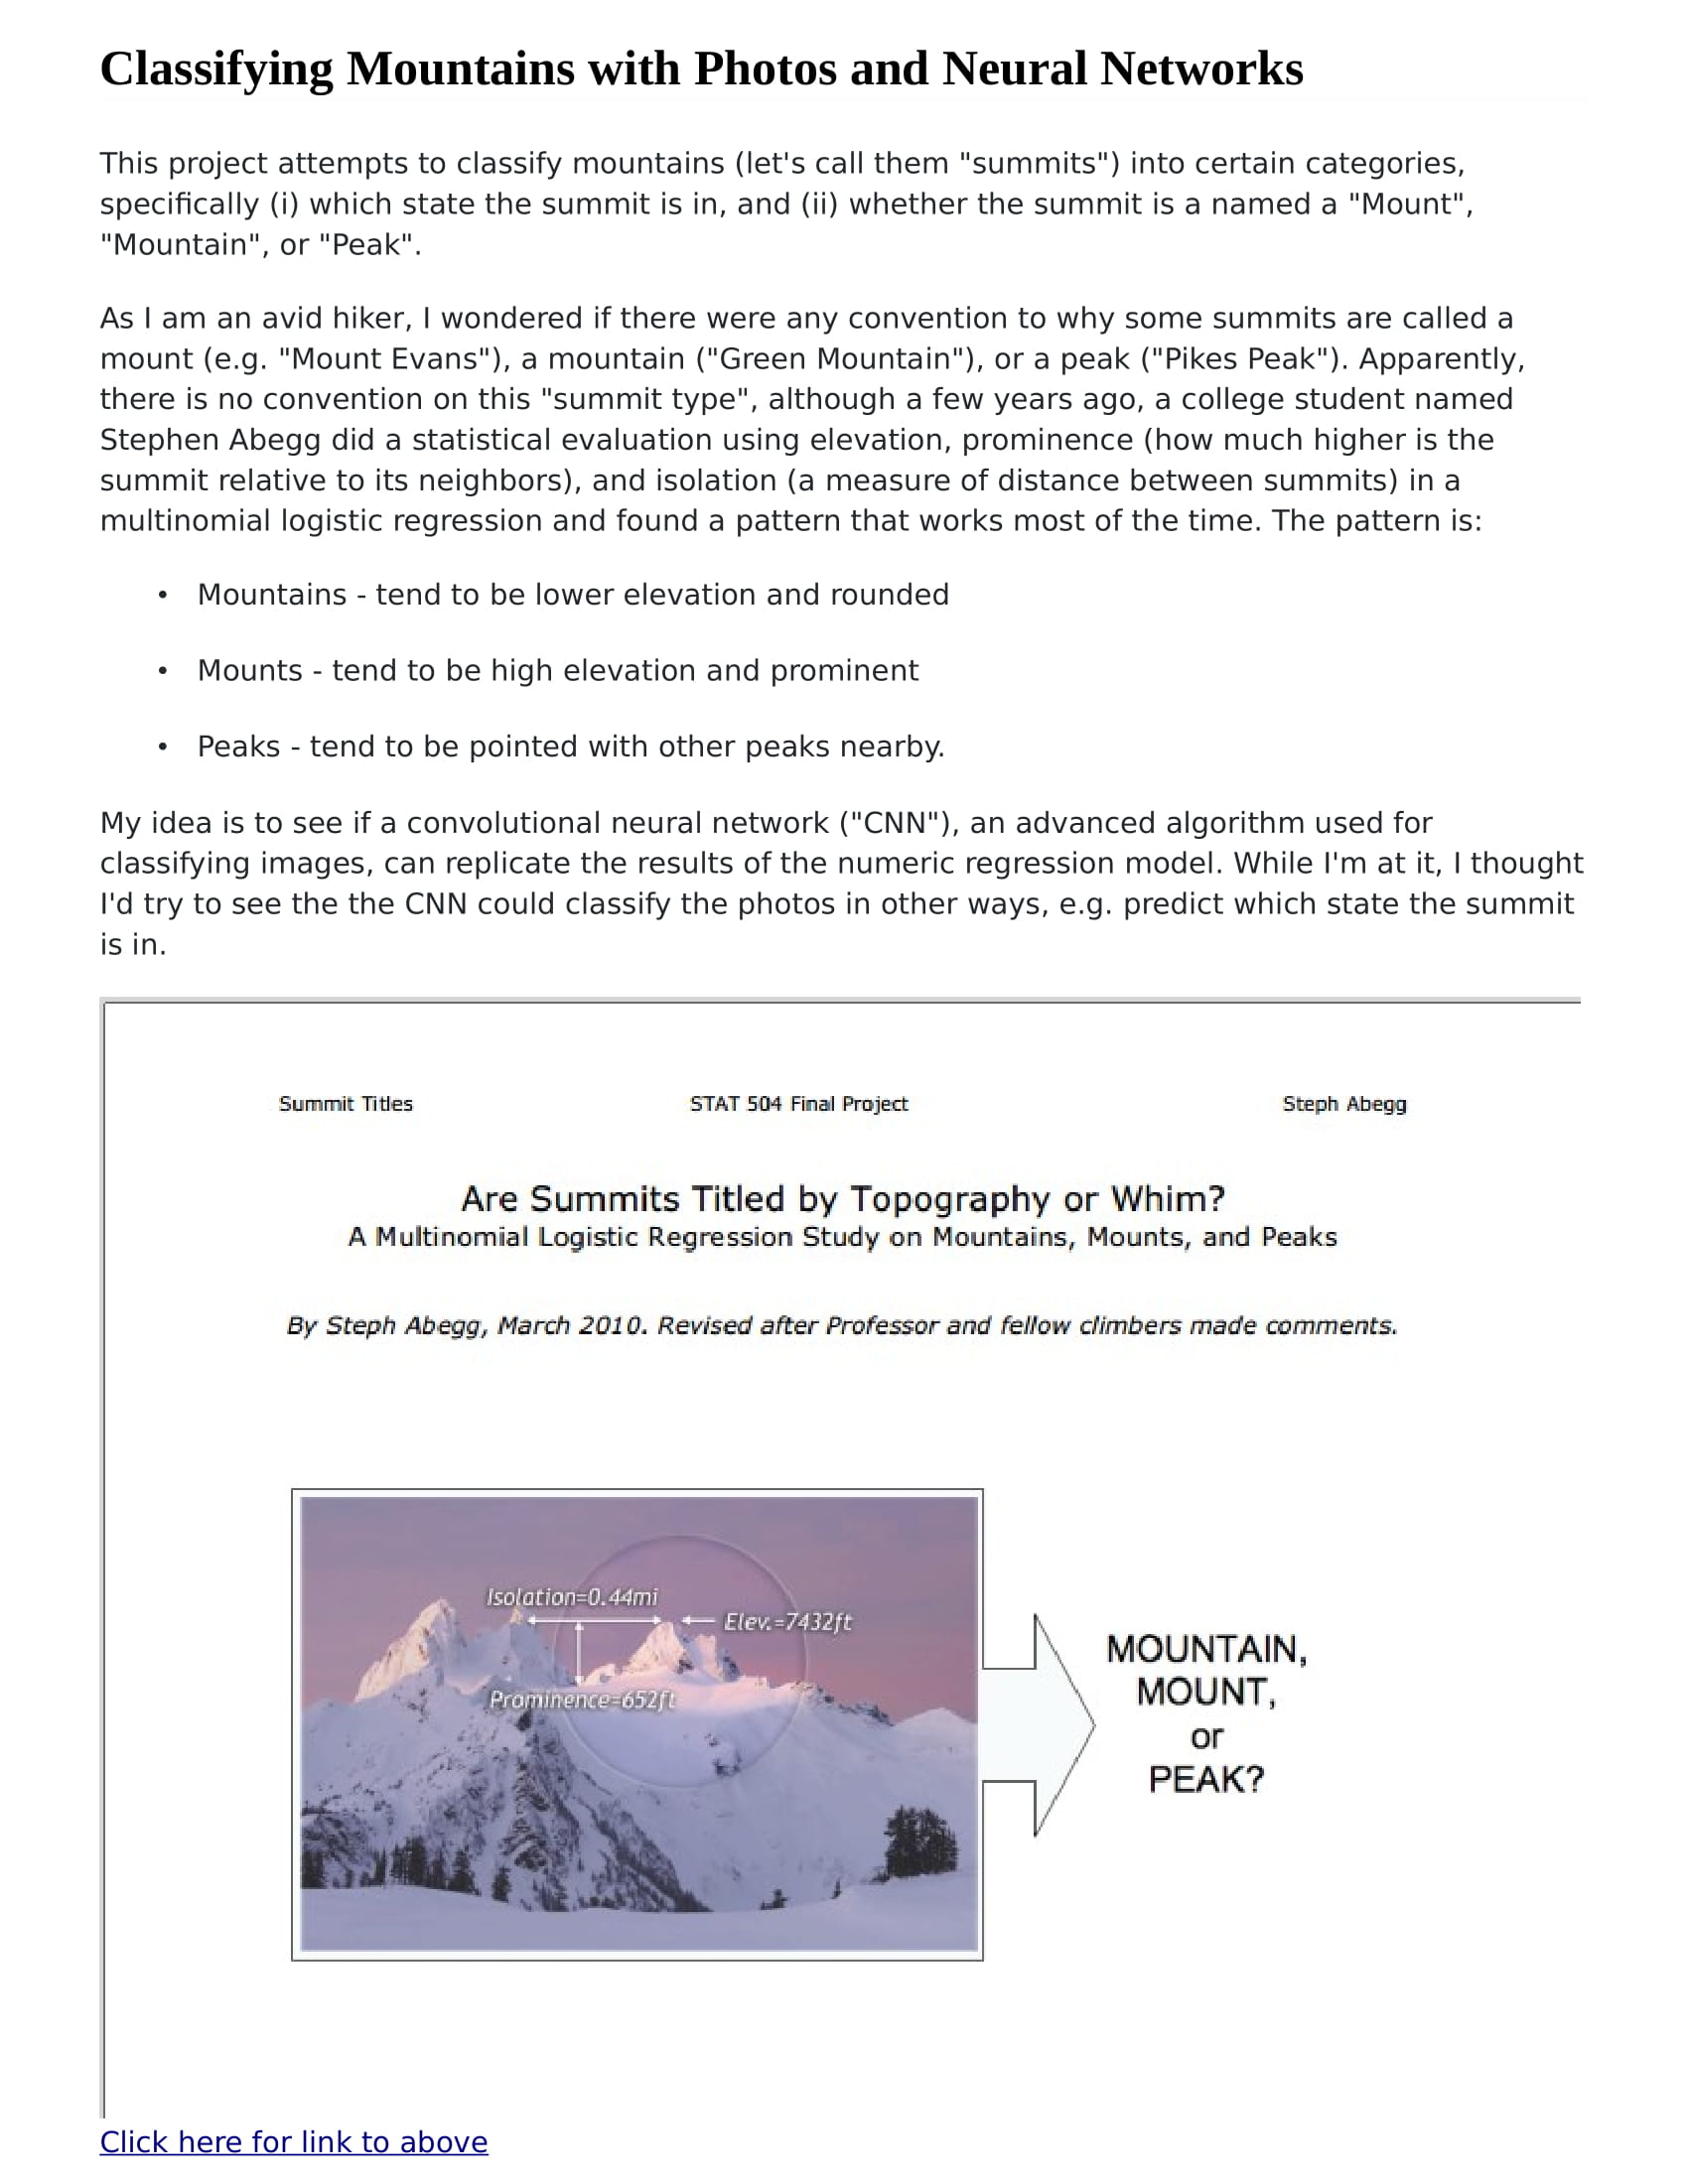 Classifying Mountains with Photos and Neural Networks
This project attempts to classify mountains (let's call them "summits") into certain categories,
specifically (i) which state the summit is in, and (ii) whether the summit is a named a "Mount",
"Mountain", or "Peak".
As I am an avid hiker, I wondered if there were any convention to why some summits are called a
mount (e.g. "Mount Evans"), a mountain ("Green Mountain"), or a peak ("Pikes Peak"). Apparently,
there is no convention on this "summit type", although a few years ago, a college student named
Stephen Abegg did a statistical evaluation using elevation, prominence (how much higher is the
summit relative to its neighbors), and isolation (a measure of distance between summits) in a
multinomial logistic regression and found a pattern that works most of the time. The pattern is:
• Mountains - tend to be lower elevation and rounded
• Mounts - tend to be high elevation and prominent
• Peaks - tend to be pointed with other peaks nearby.
My idea is to see if a convolutional neural network ("CNN"), an advanced algorithm used for
classifying images, can replicate the results of the numeric regression model. While I'm at it, I thought
I'd try to see the the CNN could classify the photos in other ways, e.g. predict which state the summit
is in.
Summit Titles STAT 504 Final Project Steph Abegg
Are Summits Titled by Topography or Whim?
A Multinomial Logistic Regression Study on Mountains, Mounts, and Peaks
By Steph Abegg, March 2010. Revised after Professor and fellow climbers made comments.
Isolation=0.44mi
Elev.=7432ft
Prominence=652ft
MOUNTAIN,
MOUNT,
or
PEAK?
Click here for link to above